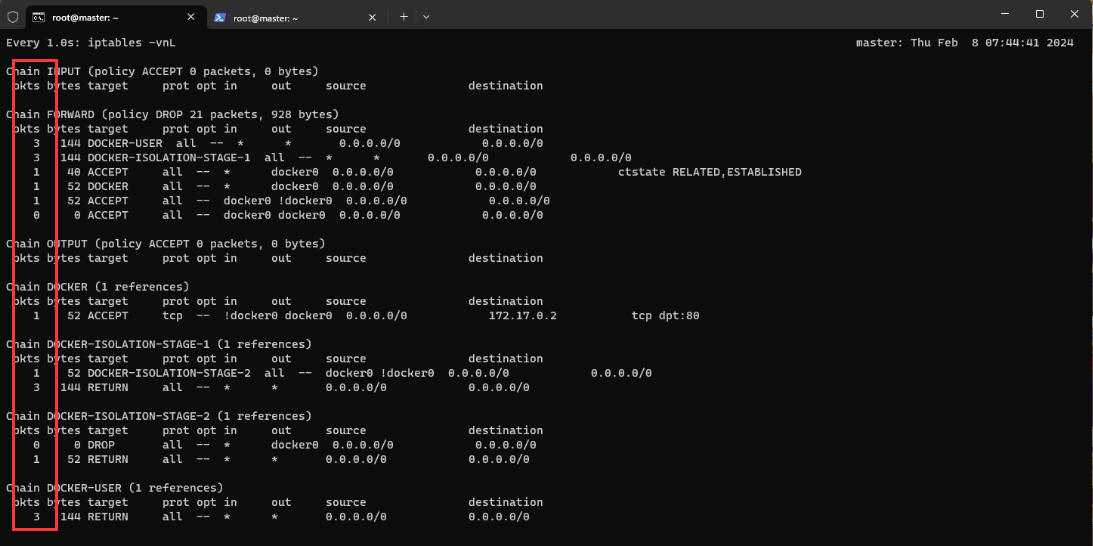 root@master: ~
root@master: ~
Every 1.0s: iptables -vnL master: Thu Feb 8 07:44:41 2024
Chain INPUT (policy ACCEPT 0 packets, 0 bytes)
pkts bytes target prot opt in out source destination
Chain FORWARD (policy DROP 21 packets, 928 bytes)
pkts bytes target prot opt in out source destination
3 144 DOCKER-USER all -- * * 0.0.0.0/0 0.0.0.0/0
3 144 DOCKER-ISOLATION-STAGE-1 all -- * * 0.0.0.0/0 0.0.0.0/0
1 40 ACCEPT all -- * docker0 0.0.0.0/0 0.0.0.0/0 ctstate RELATED,ESTABLISHED
1 52 DOCKER all -- * docker0 0.0.0.0/0 0.0.0.0/0
1 52 ACCEPT all -- docker0 !docker0 0.0.0.0/0 0.0.0.0/0
0 0 ACCEPT all -- docker0 docker0 0.0.0.0/0 0.0.0.0/0
Chain OUTPUT (policy ACCEPT 0 packets, 0 bytes)
pkts bytes target prot opt in out source destination
Chain DOCKER (1 references)
pkts bytes target prot opt in out source destination
1 52 ACCEPT tcp -- !docker0 docker0 0.0.0.0/0 172.17.0.2 tcp dpt:80
Chain DOCKER-ISOLATION-STAGE-1 (1 references)
pkts bytes target prot opt in out source destination
1 52 DOCKER-ISOLATION-STAGE-2 all -- docker0 !docker0 0.0.0.0/0 0.0.0.0/0
3 144 RETURN all -- * * 0.0.0.0/0 0.0.0.0/0
Chain DOCKER-ISOLATION-STAGE-2 (1 references)
pkts bytes target prot opt in out source destination
0 0 DROP all -- * docker0 0.0.0.0/0 0.0.0.0/0
1 52 RETURN all -- * * 0.0.0.0/0 0.0.0.0/0
Chain DOCKER-USER (1 references)
pkts bytes target prot opt in out source destination
3 144 RETURN all -- * * 0.0.0.0/0 0.0.0.0/0